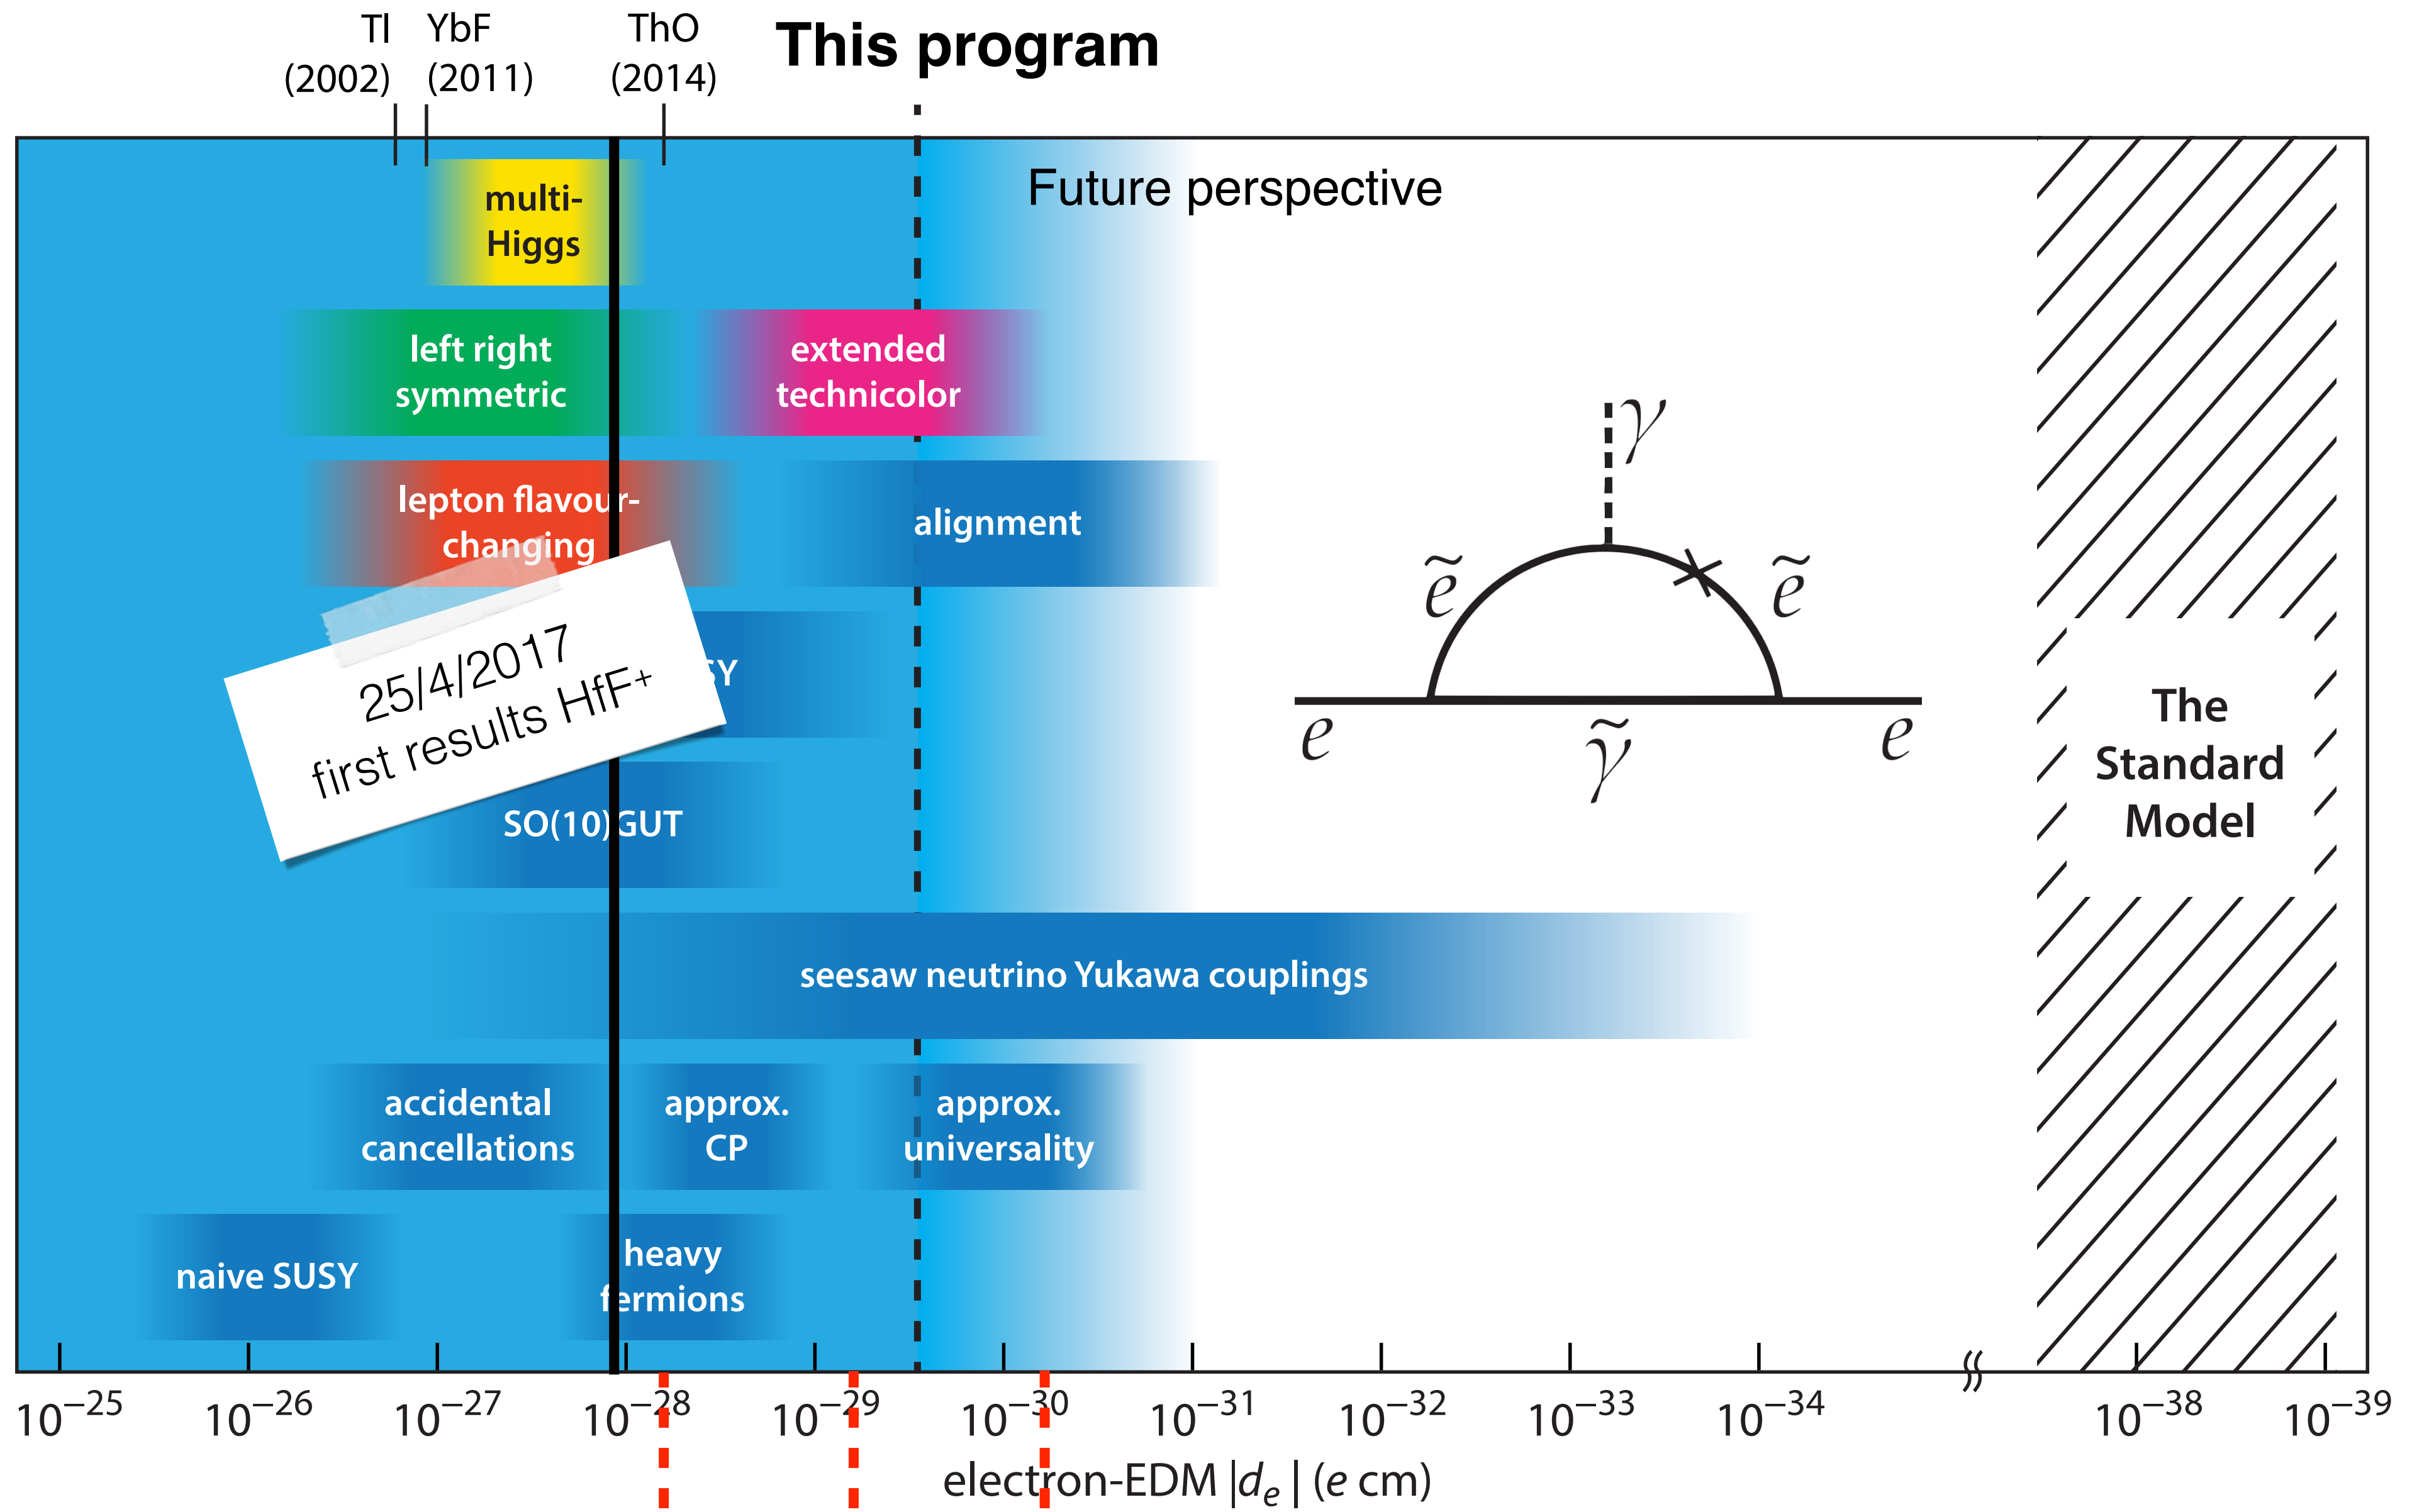 Tl YbF ThO This program
(2002) (2011) (2014)
Future perspective
multi-
Higgs
left right
symmetric
extended
technicolor
lepton flavour-
changing
alignment
25/4/2017
first results HfF⁺
SY
SO(10) GUT
seesaw neutrino Yukawa couplings
accidental
cancellations
approx.
CP
approx.
universality
naive SUSY
heavy
fermions
γ
ẽ ẽ
e γ̃ e
The
Standard
Model
10⁻²⁵ 10⁻²⁶ 10⁻²⁷ 10⁻²⁸ 10⁻²⁹ 10⁻³⁰ 10⁻³¹ 10⁻³² 10⁻³³ 10⁻³⁴ 10⁻³⁸ 10⁻³⁹
electron-EDM |dₑ| (e cm)